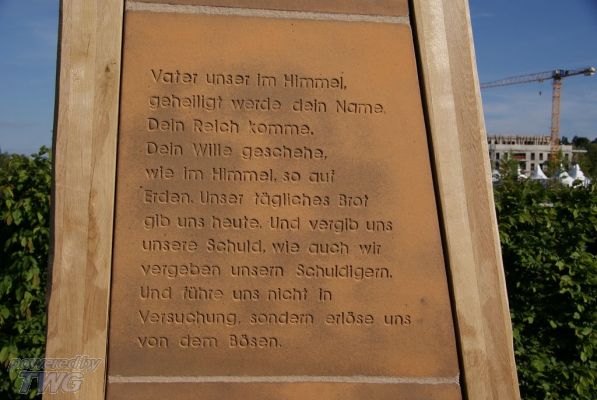 Vater unser im Himmel,
geheiligt werde dein Name.
Dein Reich komme.
Dein Wille geschehe,
wie im Himmel, so auf
Erden. Unser tägliches Brot
gib uns heute. Und vergib uns
unsere Schuld, wie auch wir
vergeben unsern Schuldigern.
Und führe uns nicht in
Versuchung, sondern erlöse uns
von dem Bösen.
powered by
TWG